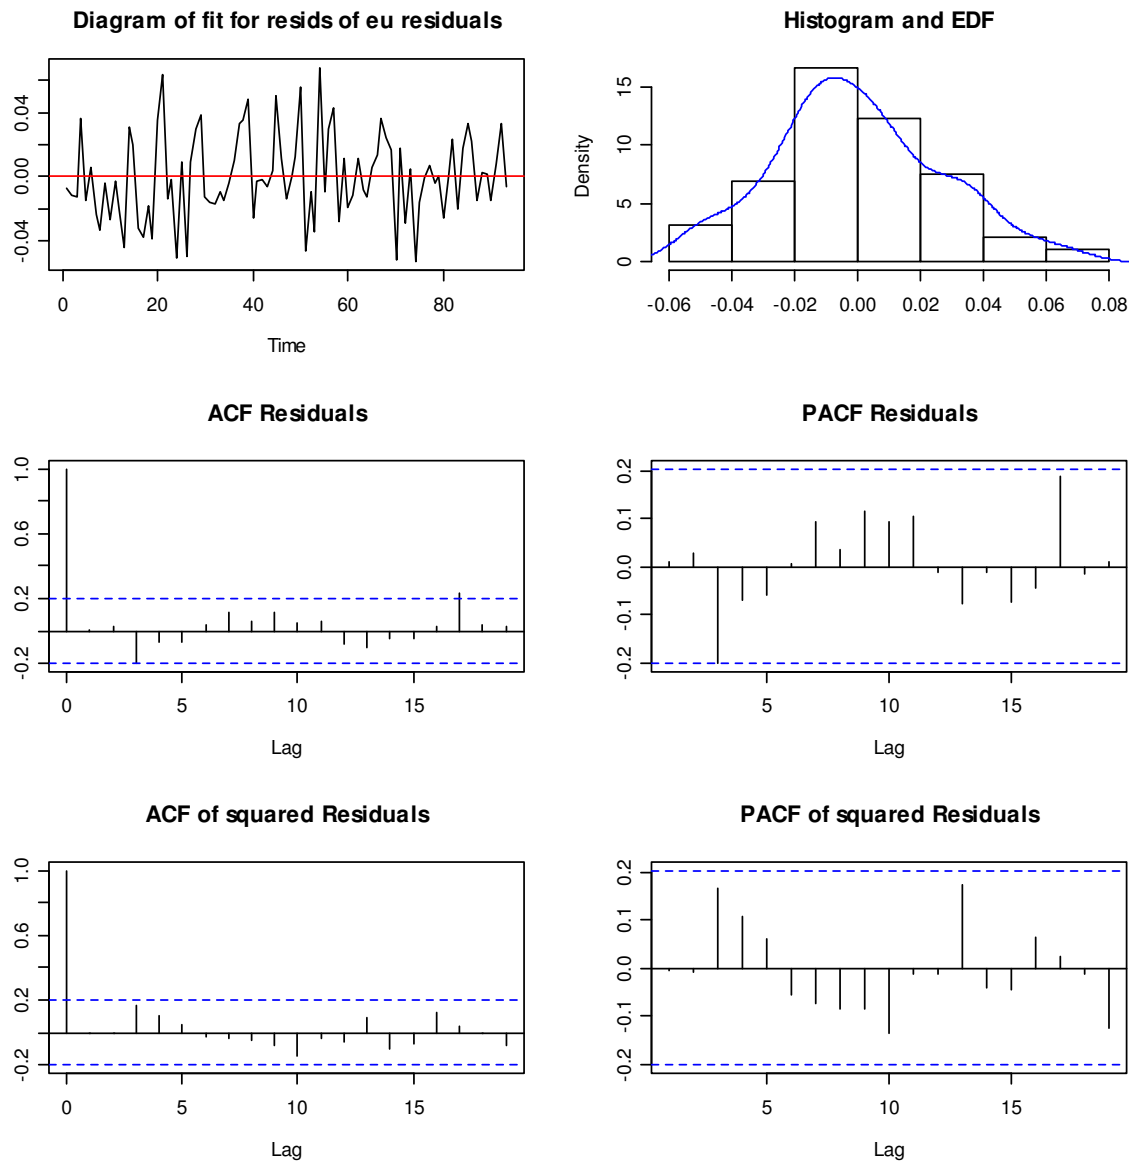 Diagram of fit for resids of eu residuals
0.04
0.00
-0.04
0 20 40 60 80
Time
Histogram and EDF
15
10
5
0
Density
-0.06 -0.04 -0.02 0.00 0.02 0.04 0.06 0.08
ACF Residuals
1.0
0.6
0.2
-0.2
0 5 10 15
Lag
PACF Residuals
0.2
0.1
0.0
-0.1
-0.2
5 10 15
Lag
ACF of squared Residuals
1.0
0.6
0.2
-0.2
0 5 10 15
Lag
PACF of squared Residuals
0.2
0.1
0.0
-0.1
-0.2
5 10 15
Lag